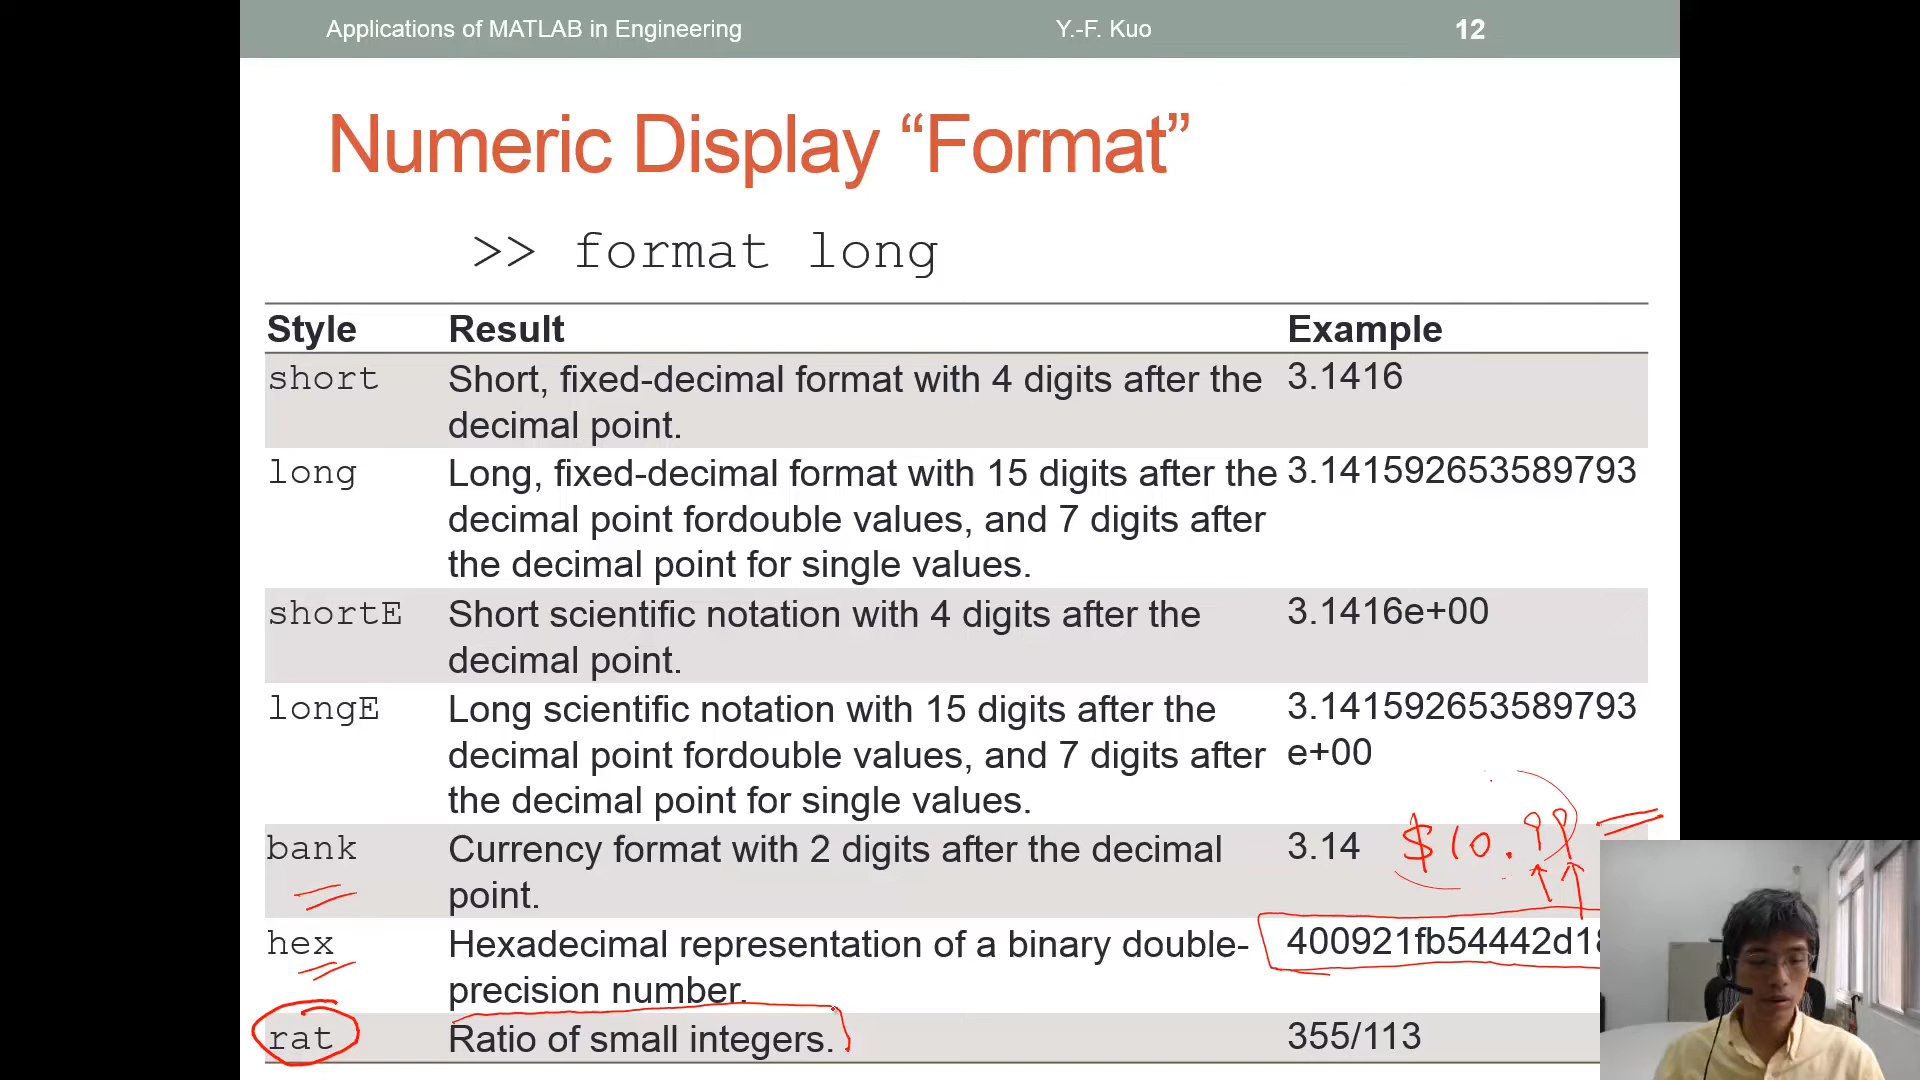 Applications of MATLAB in Engineering Y.-F. Kuo 12
Numeric Display “Format”
>> format long
Style Result Example
short Short, fixed-decimal format with 4 digits after the 3.1416
decimal point.
long Long, fixed-decimal format with 15 digits after the 3.141592653589793
decimal point fordouble values, and 7 digits after
the decimal point for single values.
shortE Short scientific notation with 4 digits after the 3.1416e+00
decimal point.
longE Long scientific notation with 15 digits after the 3.141592653589793
decimal point fordouble values, and 7 digits after e+00
the decimal point for single values.
bank Currency format with 2 digits after the decimal 3.14 $10.99
point.
hex Hexadecimal representation of a binary double- 400921fb54442d18
precision number.
rat Ratio of small integers. 355/113